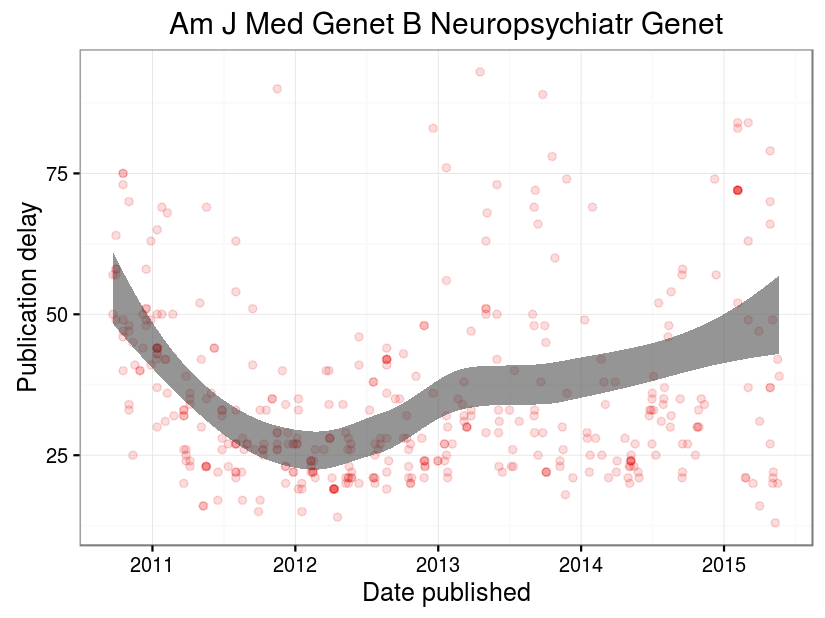 Am J Med Genet B Neuropsychiatr Genet
Publication delay
75
50
25
2011 2012 2013 2014 2015
Date published